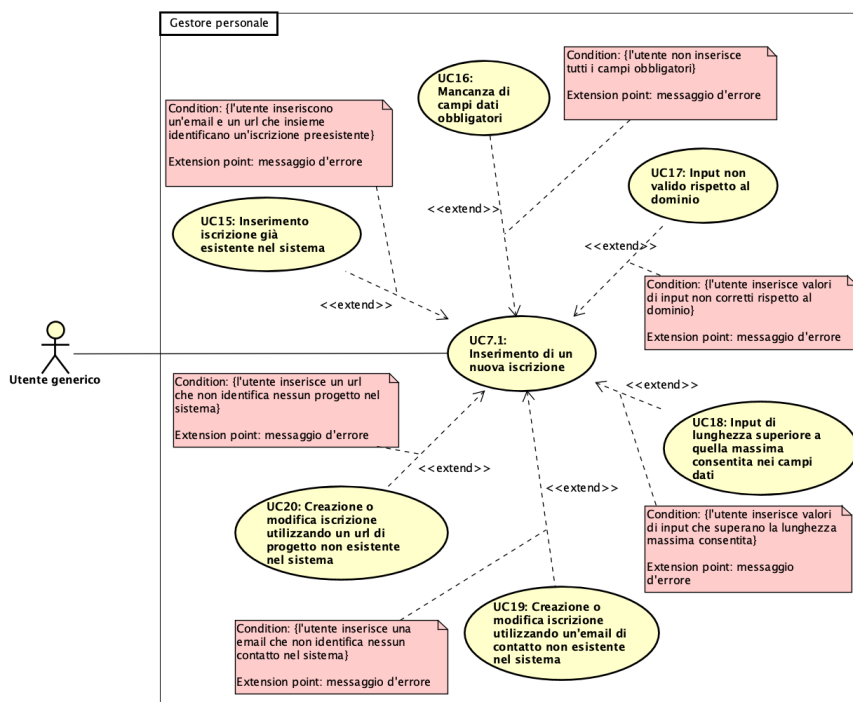 Gestore personale
Condition: {l'utente non inserisce
tutti i campi obbligatori}
Extension point: messaggio d'errore
UC16:
Mancanza di
campi dati
obbligatori
Condition: {l'utente inseriscono
un'email e un url che insieme
identificano un'iscrizione preesistente}
Extension point: messaggio d'errore
UC17: Input non
valido rispetto al
dominio
<<extend>>
UC15: Inserimento
iscrizione già
esistente nel sistema
<<extend>>
<<extend>>
Condition: {l'utente inserisce valori
di input non corretti rispetto al
dominio}
Extension point: messaggio d'errore
UC7.1:
Inserimento di un
nuova iscrizione
Utente generico
Condition: {l'utente inserisce un url
che non identifica nessun progetto nel
sistema}
Extension point: messaggio d'errore
<<extend>>
UC18: Input di
lunghezza superiore a
quella massima
consentita nei campi
dati
<<extend>>
<<extend>>
UC20: Creazione o
modifica iscrizione
utilizzando un url di
progetto non esistente
nel sistema
Condition: {l'utente inserisce valori
di input che superano la lunghezza
massima consentita}
Extension point: messaggio
d'errore
UC19: Creazione o
modifica iscrizione
utilizzando un'email di
contatto non esistente
nel sistema
Condition: {l'utente inserisce una
email che non identifica nessun
contatto nel sistema}
Extension point: messaggio d'errore